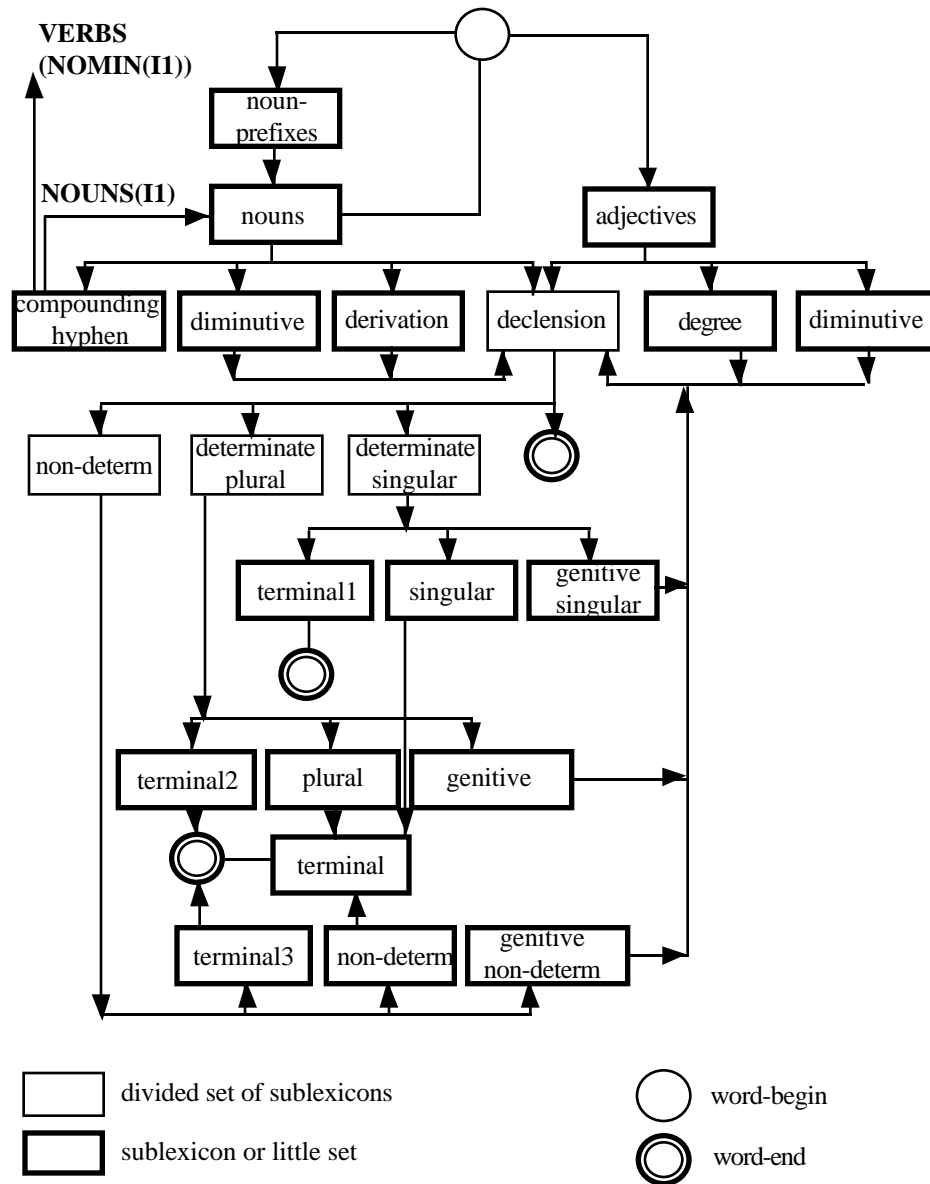 VERBS
(NOMIN(I1))
noun-
prefixes
NOUNS(I1)
nouns
adjectives
compounding
hyphen
diminutive
derivation
declension
degree
diminutive
non-determ
determinate
plural
determinate
singular
terminal1
singular
genitive
singular
terminal2
plural
genitive
terminal
terminal3
non-determ
genitive
non-determ
divided set of sublexicons
word-begin
sublexicon or little set
word-end